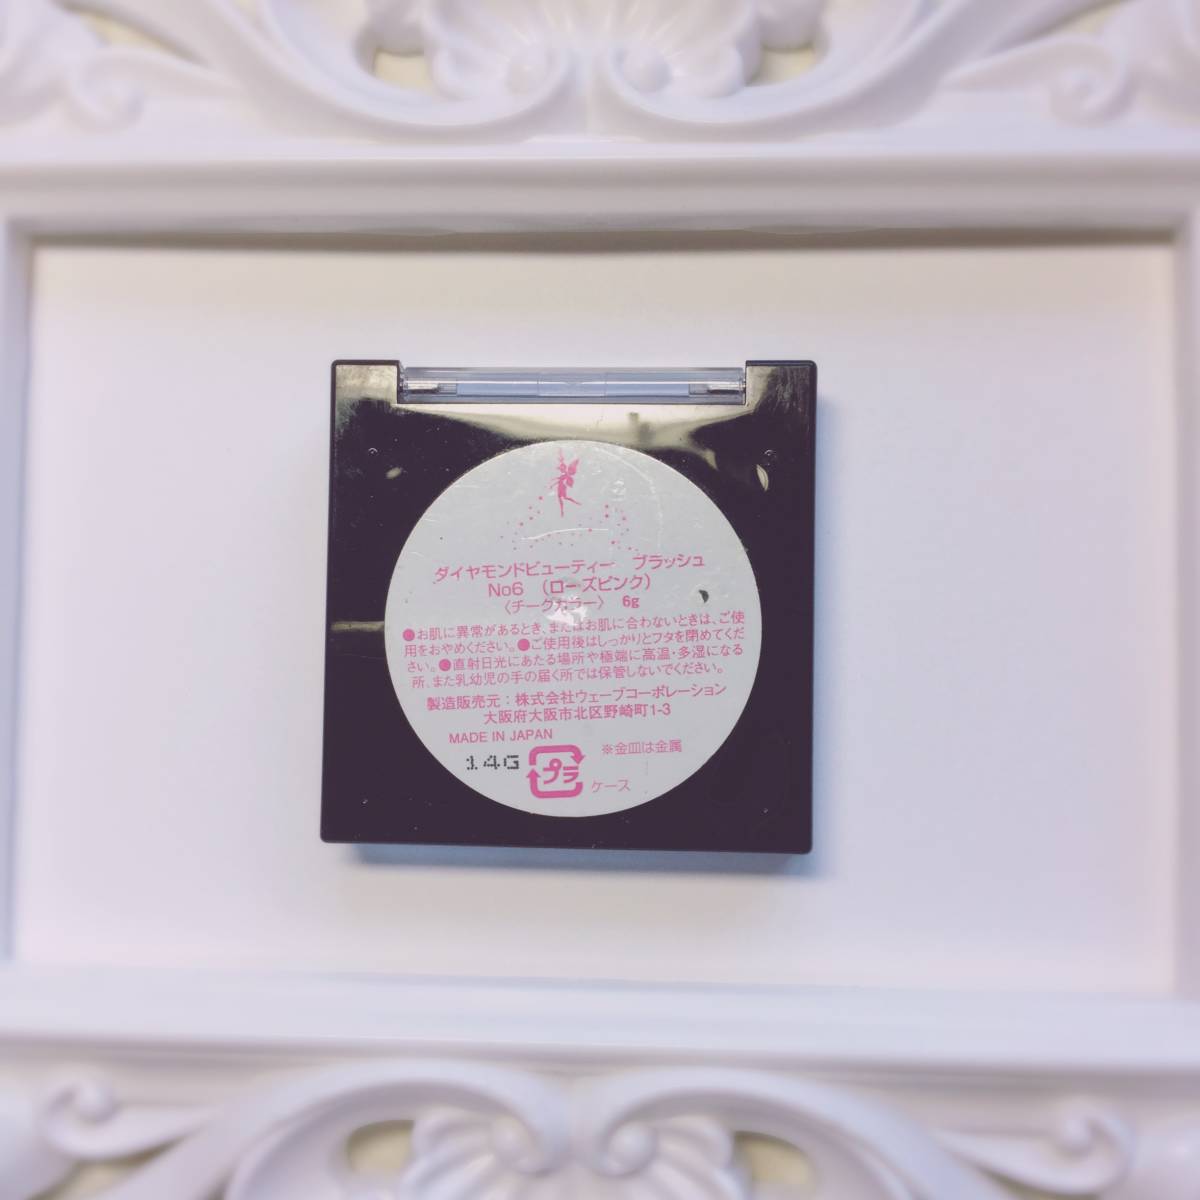 ダイヤモンドビューティー　ブラッシュ
No6　（ローズピンク）
〈チークカラー〉　6g
●お肌に異常があるとき、またはお肌に合わないときは、ご使
用をおやめください。●ご使用後はしっかりとフタを閉めてくだ
さい。●直射日光にあたる場所や極端に高温・多湿になる
所、また乳幼児の手の届く所では保管しないでください。
製造販売元：株式会社ウェーブコーポレーション
大阪府大阪市北区野崎町1-3
MADE IN JAPAN
※金皿は金属
14G
プラ
ケース